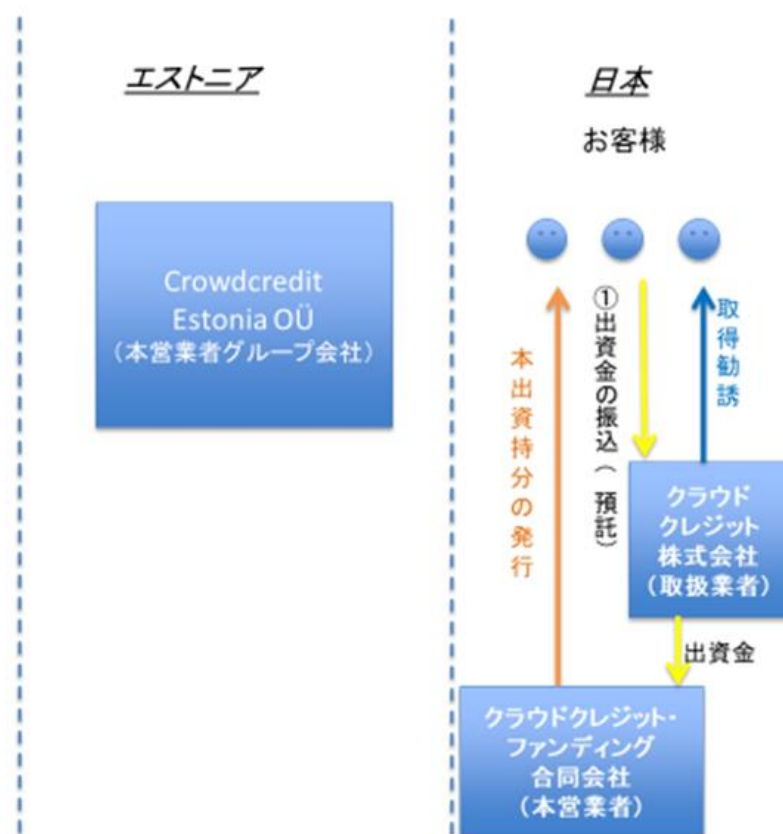 エストニア
日本
お客様
Crowdcredit
Estonia OÜ
（本営業者グループ会社）
本出資持分の発行
①出資金の振込（預託）
取得勧誘
クラウド
クレジット
株式会社
（取扱業者）
出資金
クラウドクレジット・
ファンディング
合同会社
（本営業者）